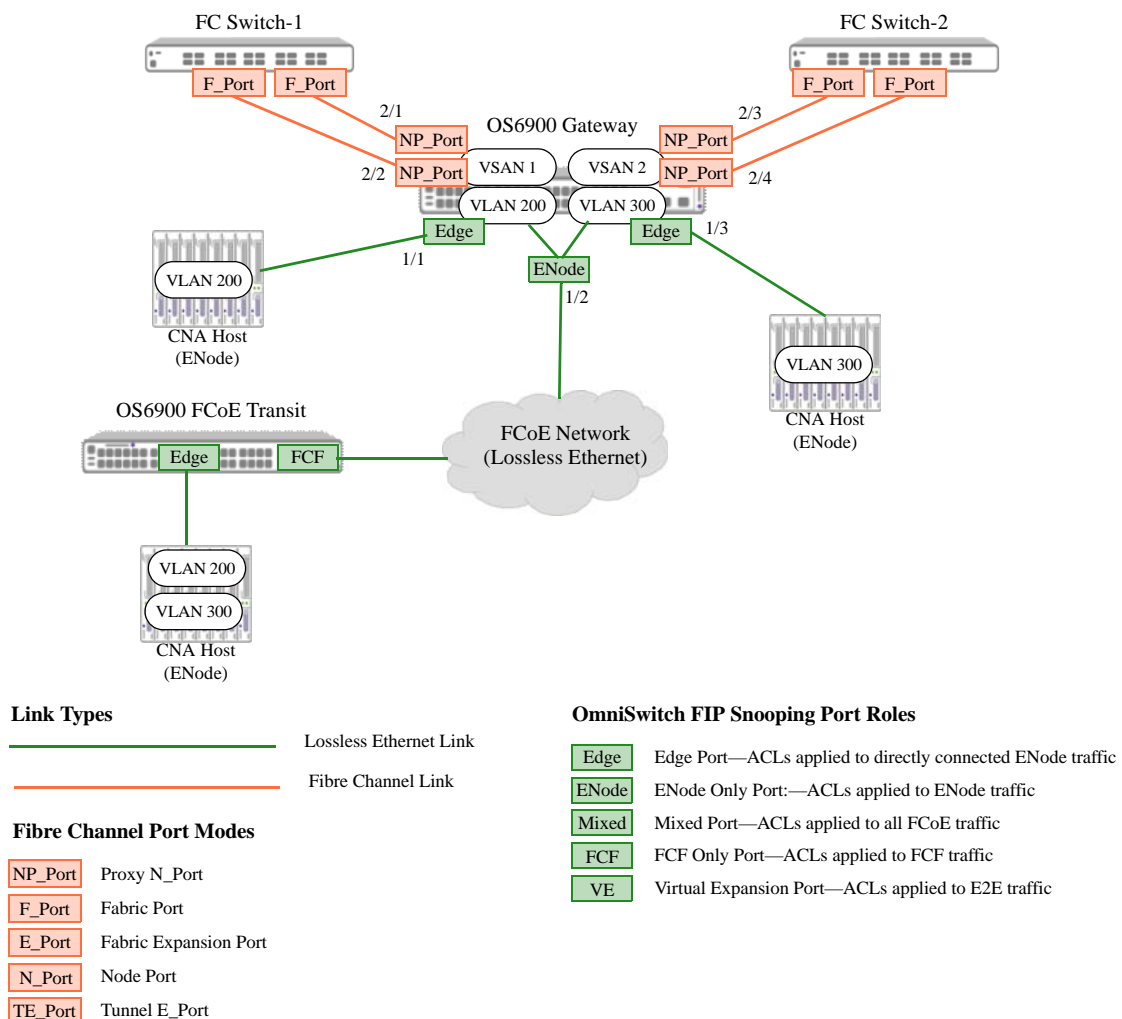 FC Switch-1
FC Switch-2
F_Port
F_Port
F_Port
F_Port
2/1
2/3
OS6900 Gateway
NP_Port
NP_Port
VSAN 1
VSAN 2
2/2
NP_Port
NP_Port
2/4
VLAN 200
VLAN 300
Edge
Edge
1/3
1/1
ENode
1/2
VLAN 200
CNA Host
(ENode)
VLAN 300
CNA Host
(ENode)
OS6900 FCoE Transit
Edge
FCF
FCoE Network
(Lossless Ethernet)
VLAN 200
VLAN 300
CNA Host
(ENode)
Link Types
Lossless Ethernet Link
Fibre Channel Link
Fibre Channel Port Modes
NP_Port Proxy N_Port
F_Port Fabric Port
E_Port Fabric Expansion Port
N_Port Node Port
TE_Port Tunnel E_Port
OmniSwitch FIP Snooping Port Roles
Edge Edge Port—ACLs applied to directly connected ENode traffic
ENode ENode Only Port:—ACLs applied to ENode traffic
Mixed Mixed Port—ACLs applied to all FCoE traffic
FCF FCF Only Port—ACLs applied to FCF traffic
VE Virtual Expansion Port—ACLs applied to E2E traffic